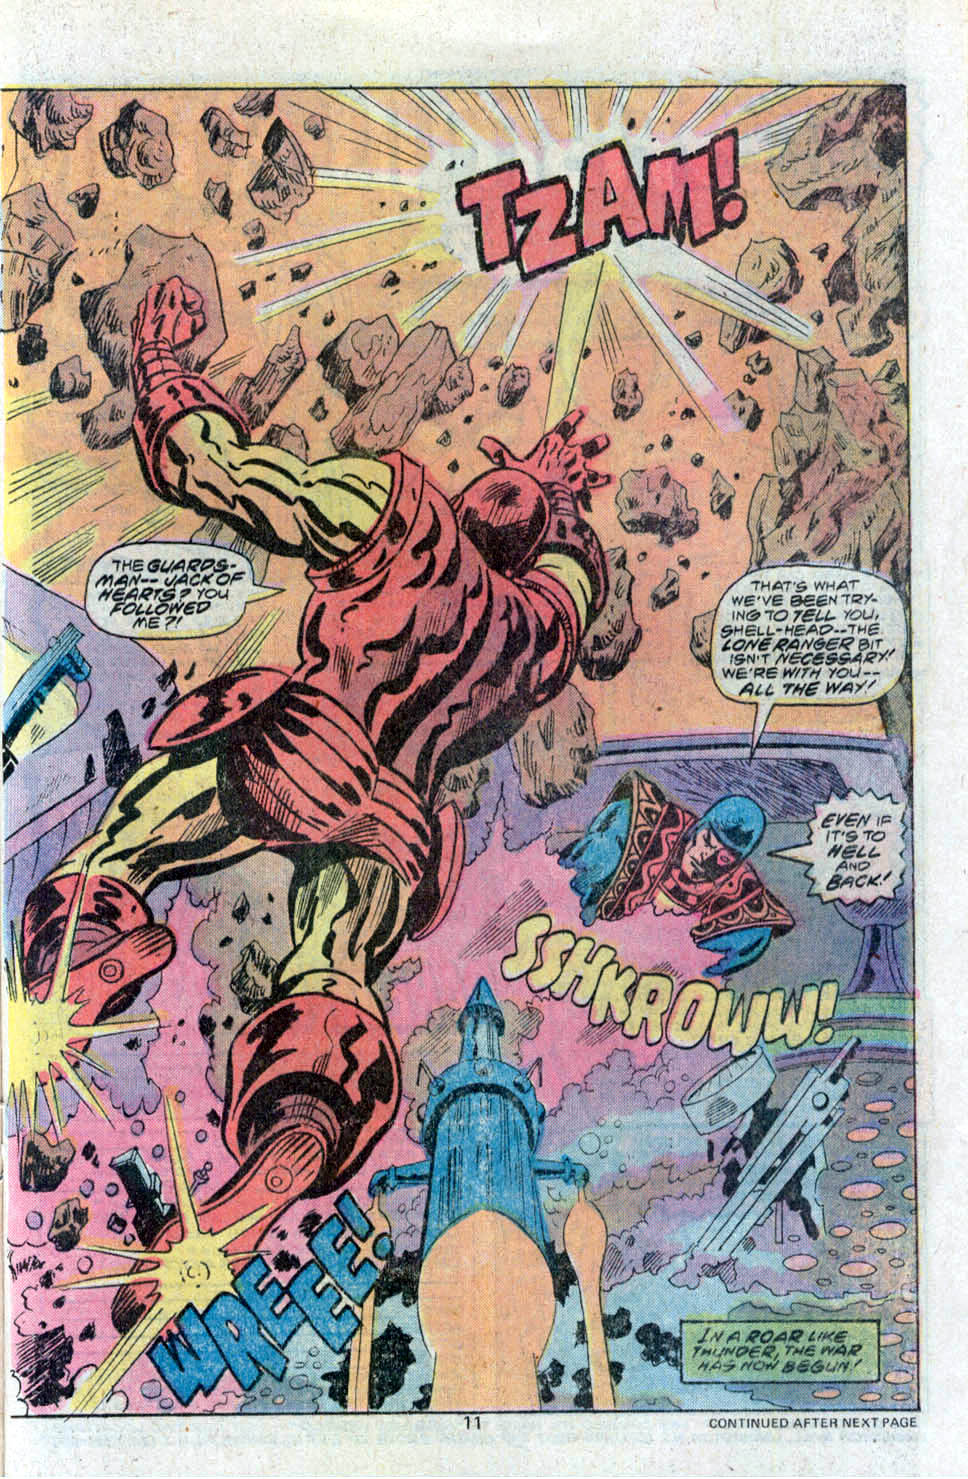 TZAM!
THE GUARDS-
MAN-- JACK OF
HEARTS? YOU
FOLLOWED
ME?!
THAT'S WHAT
WE'VE BEEN TRY-
ING TO TELL YOU,
SHELL-HEAD--THE
LONE RANGER BIT
ISN'T NECESSARY!
WE'RE WITH YOU--
ALL THE WAY!
EVEN IF
IT'S TO
HELL
AND
BACK!
SSHKROWW!
WREEEE!
IN A ROAR LIKE
THUNDER, THE WAR
HAS NOW BEGUN!
11
CONTINUED AFTER NEXT PAGE